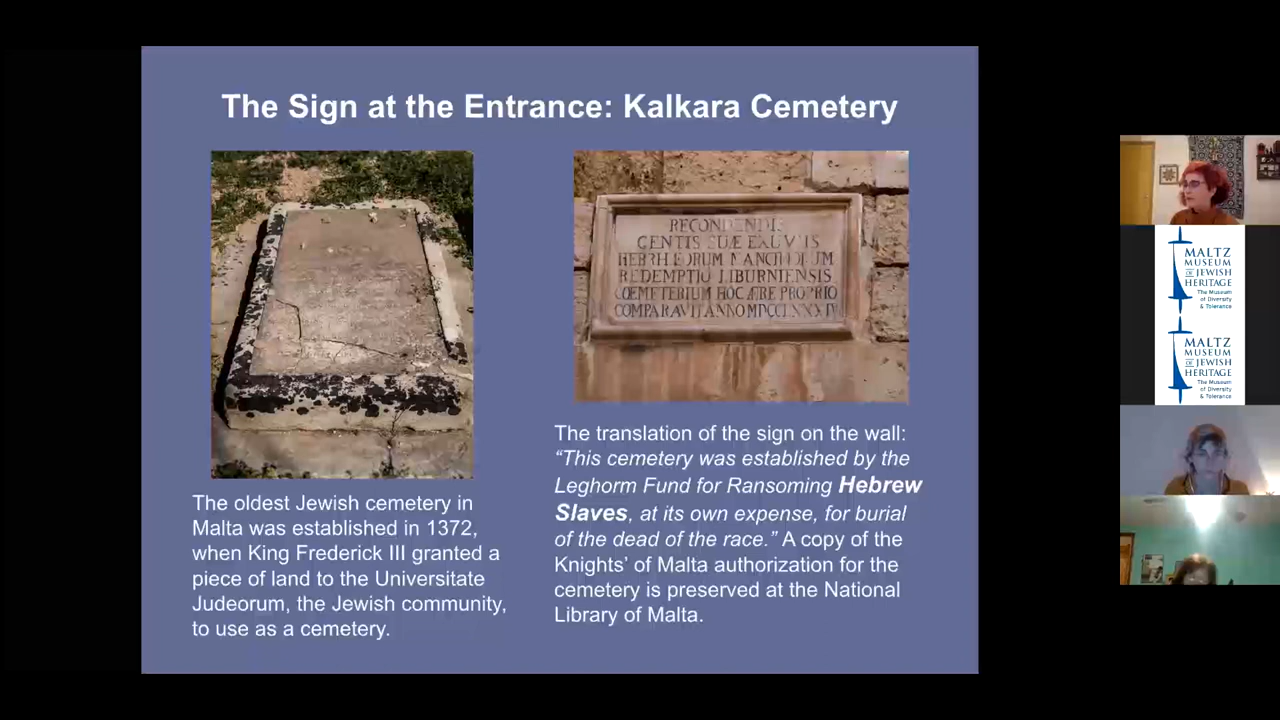 The Sign at the Entrance: Kalkara Cemetery
RECONDENDIS
GENTIS SUÆ EXUVIIS
HEBRÆORUM MANCIPIORUM
REDEMPTIO LIBURNIENSIS
COEMETERIUM HOC ÆRE PROPRIO
COMPARAVIT ANNO MDCCLXXXIV
The oldest Jewish cemetery in
Malta was established in 1372,
when King Frederick III granted a
piece of land to the Universitate
Judeorum, the Jewish community,
to use as a cemetery.
The translation of the sign on the wall:
“This cemetery was established by the
Leghorm Fund for Ransoming Hebrew
Slaves, at its own expense, for burial
of the dead of the race.” A copy of the
Knights’ of Malta authorization for the
cemetery is preserved at the National
Library of Malta.
MALTZ
MUSEUM
OF JEWISH
HERITAGE
The Museum
of Diversity
& Tolerance
MALTZ
MUSEUM
OF JEWISH
HERITAGE
The Museum
of Diversity
& Tolerance